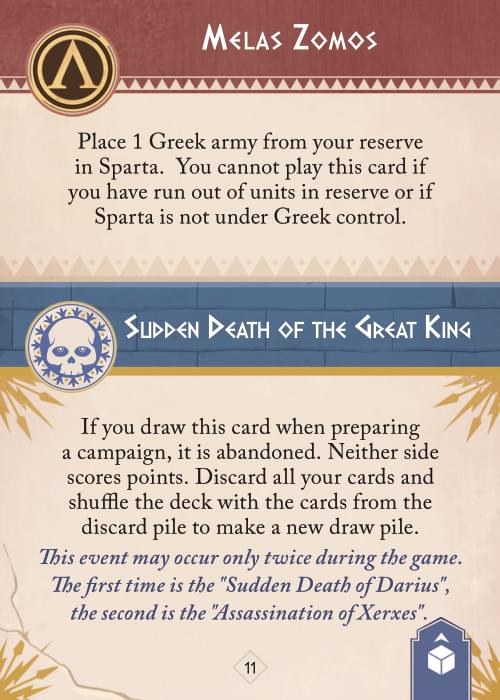 Melas Zomos
Place 1 Greek army from your reserve
in Sparta. You cannot play this card if
you have run out of units in reserve or if
Sparta is not under Greek control.
Sudden Death of the Great King
If you draw this card when preparing
a campaign, it is abandoned. Neither side
scores points. Discard all your cards and
shuffle the deck with the cards from the
discard pile to make a new draw pile.
This event may occur only twice during the game.
The first time is the "Sudden Death of Darius",
the second is the "Assassination of Xerxes".
11